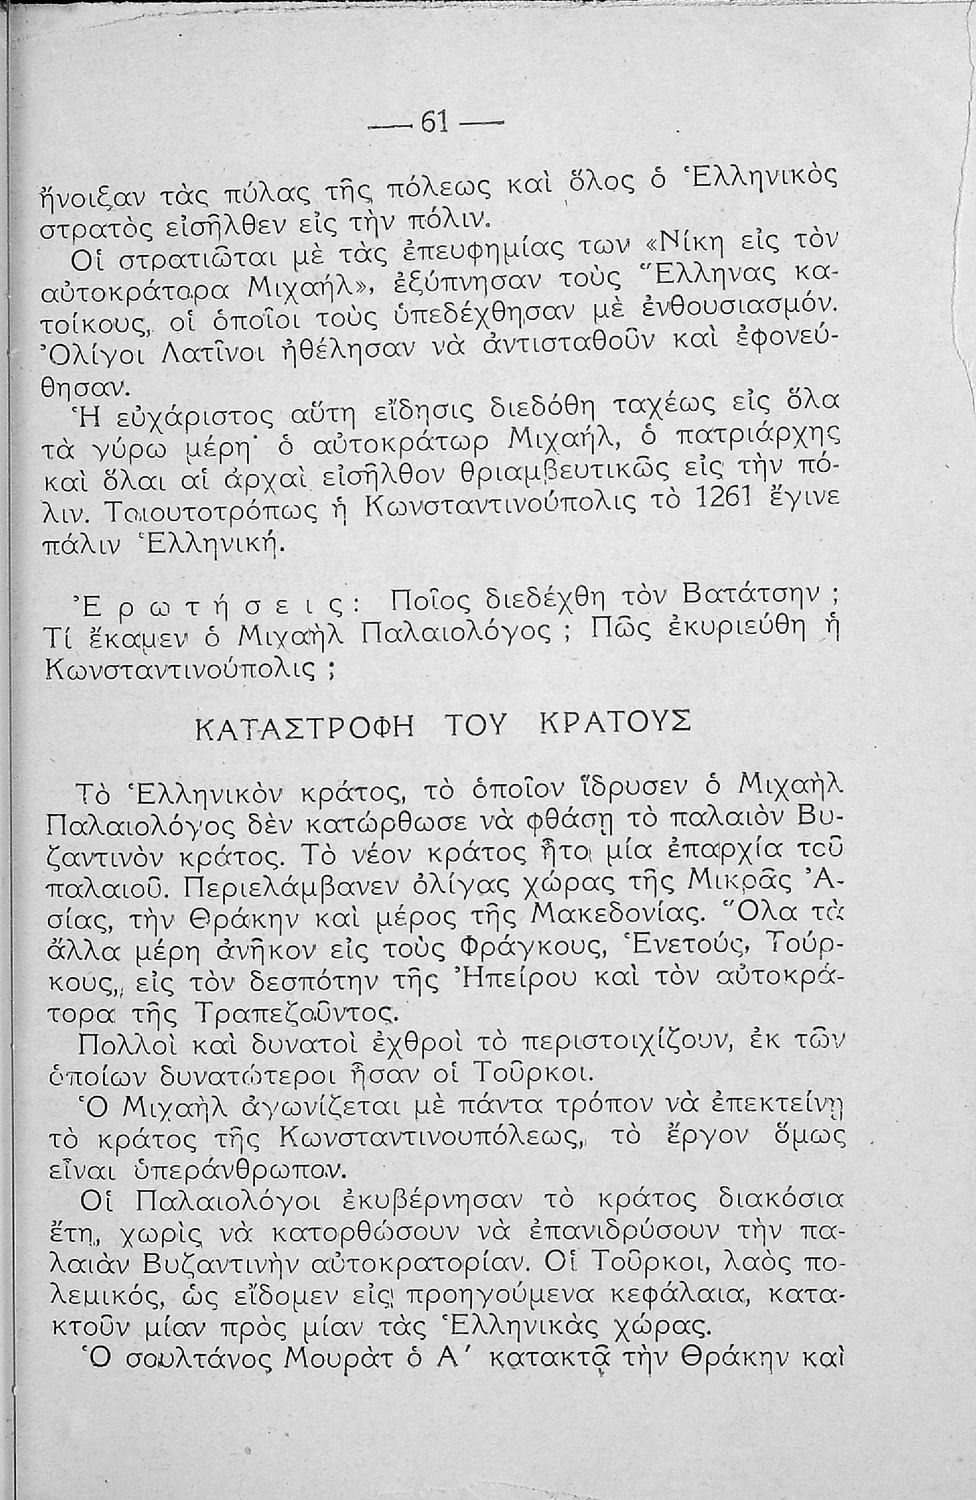 — 61 —
ἤνοιξαν τὰς πύλας τῆς πόλεως καὶ ὅλος ὁ Ἑλληνικὸς
στρατὸς εἰσῆλθεν εἰς τὴν πόλιν.
Οἱ στρατιῶται μὲ τὰς ἐπευφημίας των «Νίκη εἰς τὸν
αὐτοκράτορα Μιχαήλ», ἐξύπνησαν τοὺς Ἕλληνας κα-
τοίκους, οἱ ὁποῖοι τοὺς ὑπεδέχθησαν μὲ ἐνθουσιασμόν.
Ὀλίγοι Λατῖνοι ἠθέλησαν νὰ ἀντισταθοῦν καὶ ἐφονεύ-
θησαν.
Ἡ εὐχάριστος αὕτη εἴδησις διεδόθη ταχέως εἰς ὅλα
τὰ γύρω μέρη· ὁ αὐτοκράτωρ Μιχαήλ, ὁ πατριάρχης
καὶ ὅλαι αἱ ἀρχαὶ εἰσῆλθον θριαμβευτικῶς εἰς τὴν πό-
λιν. Τοιουτοτρόπως ἡ Κωνσταντινούπολις τὸ 1261 ἔγινε
πάλιν Ἑλληνική.
Ἐρωτήσεις: Ποῖος διεδέχθη τὸν Βατάτσην ;
Τί ἔκαμεν ὁ Μιχαὴλ Παλαιολόγος ; Πῶς ἐκυριεύθη ἡ
Κωνσταντινούπολις ;
ΚΑΤΑΣΤΡΟΦΗ ΤΟΥ ΚΡΑΤΟΥΣ
Τὸ Ἑλληνικὸν κράτος, τὸ ὁποῖον ἵδρυσεν ὁ Μιχαὴλ
Παλαιολόγος δὲν κατώρθωσε νὰ φθάσῃ τὸ παλαιὸν Βυ-
ζαντινὸν κράτος. Τὸ νέον κράτος ἦτο μία ἐπαρχία τοῦ
παλαιοῦ. Περιελάμβανεν ὀλίγας χώρας τῆς Μικρᾶς Ἀ-
σίας, τὴν Θράκην καὶ μέρος τῆς Μακεδονίας. Ὅλα τὰ
ἄλλα μέρη ἀνῆκον εἰς τοὺς Φράγκους, Ἑνετούς, Τούρ-
κους, εἰς τὸν δεσπότην τῆς Ἠπείρου καὶ τὸν αὐτοκρά-
τορα τῆς Τραπεζοῦντος.
Πολλοὶ καὶ δυνατοὶ ἐχθροὶ τὸ περιστοιχίζουν, ἐκ τῶν
ὁποίων δυνατώτεροι ἦσαν οἱ Τοῦρκοι.
Ὁ Μιχαὴλ ἀγωνίζεται μὲ πάντα τρόπον νὰ ἐπεκτείνῃ
τὸ κράτος τῆς Κωνσταντινουπόλεως, τὸ ἔργον ὅμως
εἶναι ὑπεράνθρωπον.
Οἱ Παλαιολόγοι ἐκυβέρνησαν τὸ κράτος διακόσια
ἔτη, χωρὶς νὰ κατορθώσουν νὰ ἐπανιδρύσουν τὴν πα-
λαιὰν Βυζαντινὴν αὐτοκρατορίαν. Οἱ Τοῦρκοι, λαὸς πο-
λεμικός, ὡς εἴδομεν εἰς προηγούμενα κεφάλαια, κατα-
κτοῦν μίαν πρὸς μίαν τὰς Ἑλληνικὰς χώρας.
Ὁ σουλτάνος Μουρὰτ ὁ Α΄ κατακτᾷ τὴν Θράκην καὶ